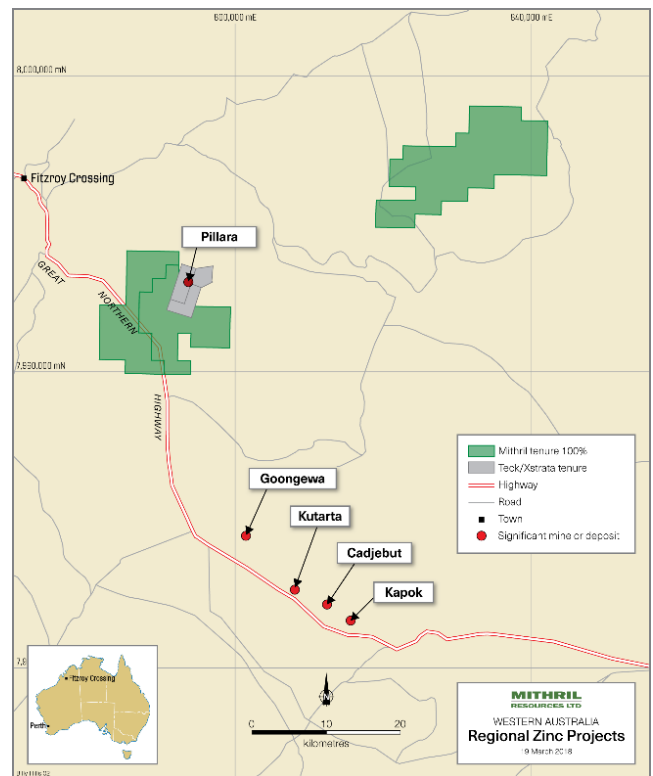 600,000 mE
640,000 mE
8,000,000 mN
Fitzroy Crossing
Pillara
GREAT
NORTHERN
HIGHWAY
7,960,000 mN
Goongewa
Kutarta
Cadjebut
Kapok
Mithril tenure 100%
Teck/Xstrata tenure
Highway
Road
Town
Significant mine or deposit
Fitzroy Crossing
Perth
N
0 10 20
kilometres
MITHRIL
RESOURCES LTD
WESTERN AUSTRALIA
Regional Zinc Projects
19 March 2018